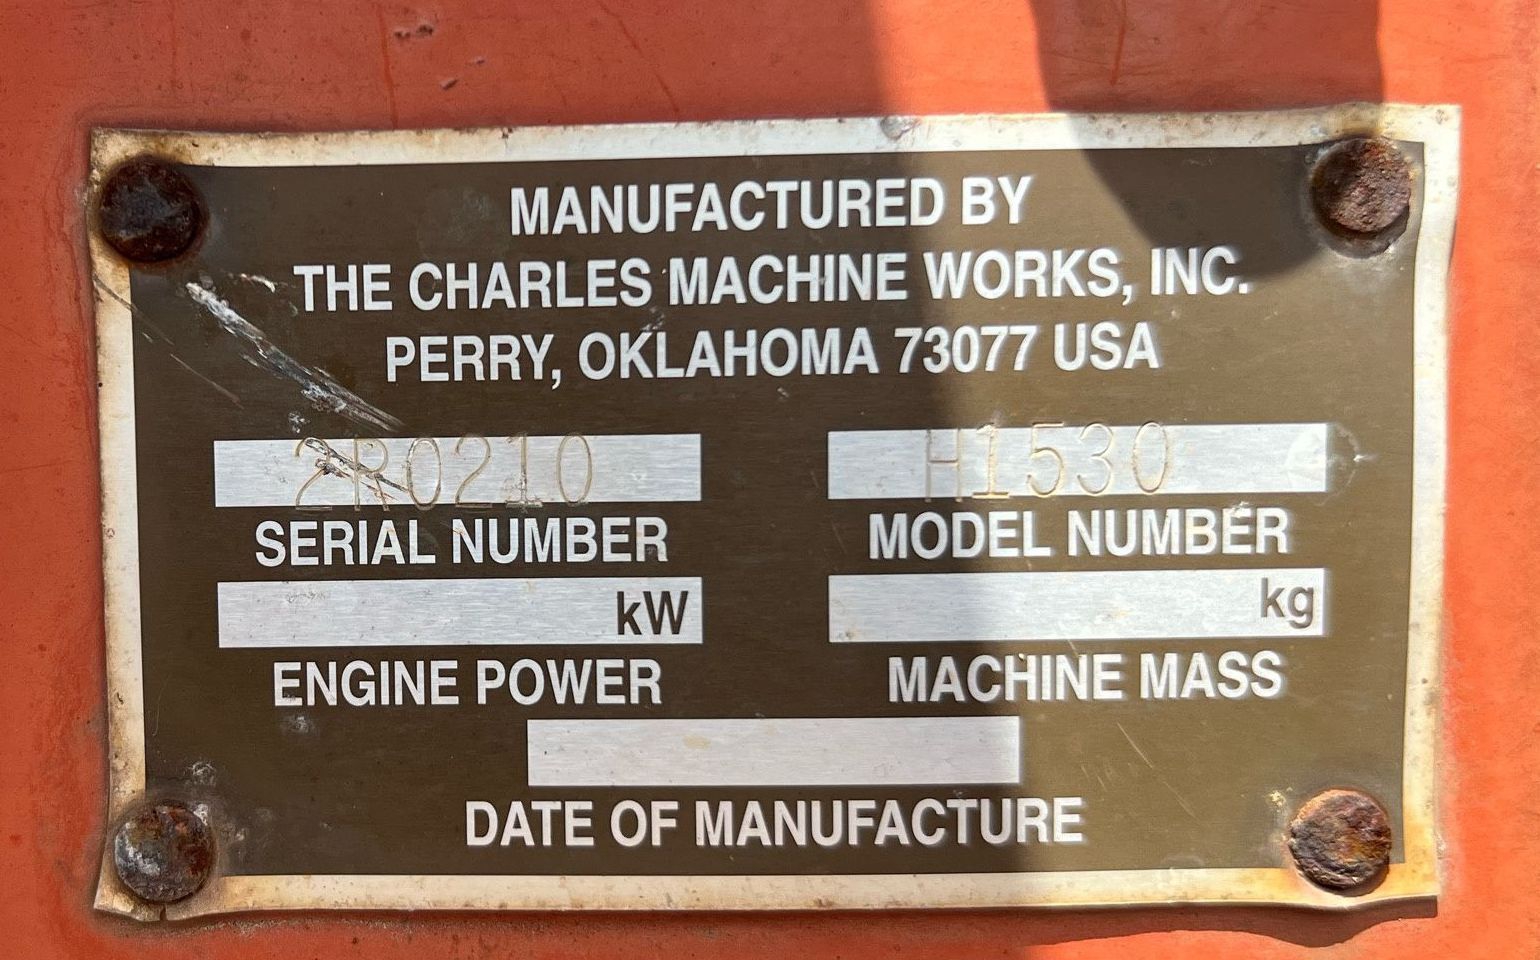 MANUFACTURED BY
THE CHARLES MACHINE WORKS, INC.
PERRY, OKLAHOMA 73077 USA
2R0210 H1530
SERIAL NUMBER MODEL NUMBER
kW kg
ENGINE POWER MACHINE MASS
DATE OF MANUFACTURE